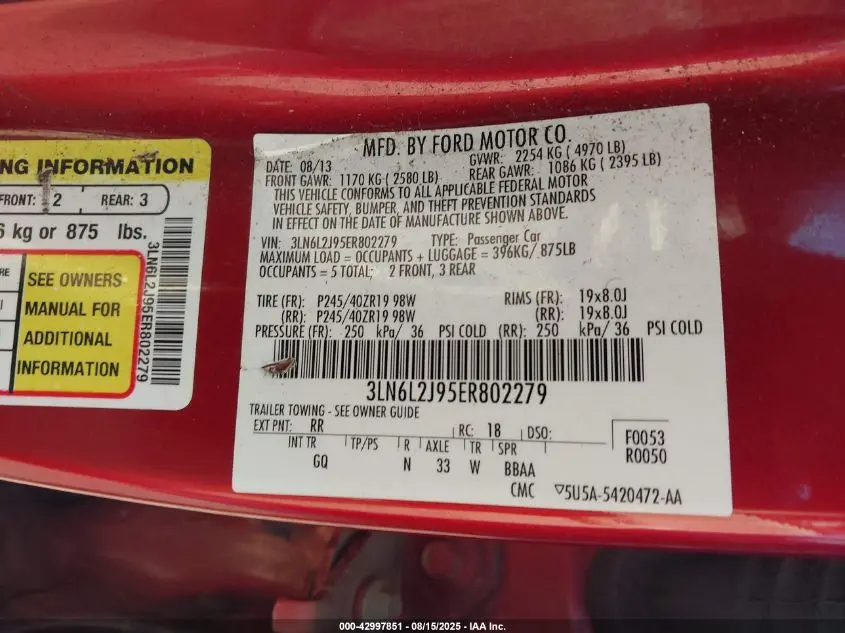 NG INFORMATION
FRONT: 2 REAR: 3
kg or 875 lbs.
SEE OWNERS
MANUAL FOR
ADDITIONAL
INFORMATION
3LN6L2J95ER802279
MFD. BY FORD MOTOR CO.
DATE: 08/13 GVWR: 2254 KG ( 4970 LB)
FRONT GAWR: 1170 KG ( 2580 LB) REAR GAWR: 1086 KG ( 2395 LB)
THIS VEHICLE CONFORMS TO ALL APPLICABLE FEDERAL MOTOR
VEHICLE SAFETY, BUMPER, AND THEFT PREVENTION STANDARDS
IN EFFECT ON THE DATE OF MANUFACTURE SHOWN ABOVE.
VIN: 3LN6L2J95ER802279 TYPE: Passenger Car
MAXIMUM LOAD = OCCUPANTS + LUGGAGE = 396KG/ 875LB
OCCUPANTS = 5 TOTAL; 2 FRONT, 3 REAR
TIRE (FR): P245/40ZR19 98W RIMS (FR): 19x8.0J
(RR): P245/40ZR19 98W (RR): 19x8.0J
PRESSURE (FR): 250 kPa/ 36 PSI COLD (RR): 250 kPa/ 36 PSI COLD
3LN6L2J95ER802279
TRAILER TOWING - SEE OWNER GUIDE
EXT PNT: RR RC: 18 DSO: F0053
INT TR TP/PS R AXLE TR SPR R0050
GQ N 33 W BBAA
CMC ▽5U5A-5420472-AA
000-42997851 - 08/15/2025 - IAA Inc.